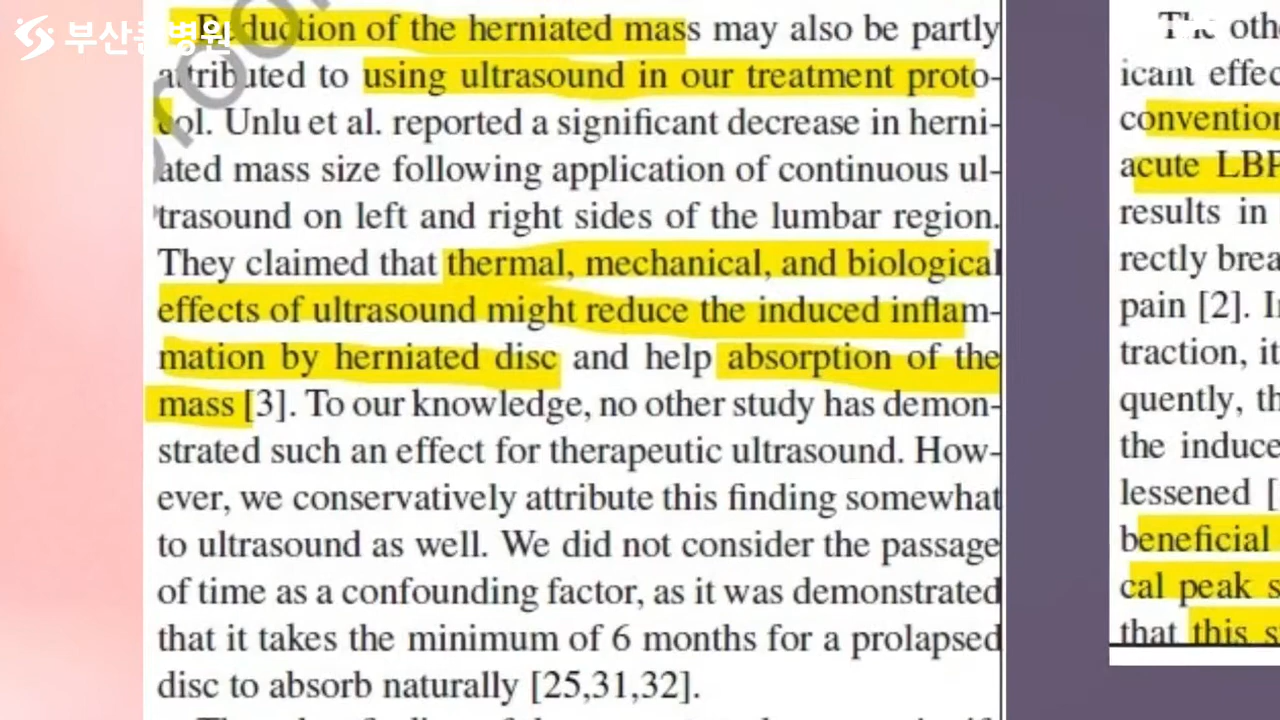 부산큰병원
Reduction of the herniated mass may also be partly
attributed to using ultrasound in our treatment proto-
col. Unlu et al. reported a significant decrease in herni-
ated mass size following application of continuous ul-
trasound on left and right sides of the lumbar region.
They claimed that thermal, mechanical, and biological
effects of ultrasound might reduce the induced inflam-
mation by herniated disc and help absorption of the
mass [3]. To our knowledge, no other study has demon-
strated such an effect for therapeutic ultrasound. How-
ever, we conservatively attribute this finding somewhat
to ultrasound as well. We did not consider the passage
of time as a confounding factor, as it was demonstrated
that it takes the minimum of 6 months for a prolapsed
disc to absorb naturally [25,31,32].
The oth
icant effec
convention
acute LBP
results in
rectly brea
pain [2]. I
traction, it
quently, th
the induce
lessened [
beneficial
cal peak s
that this s